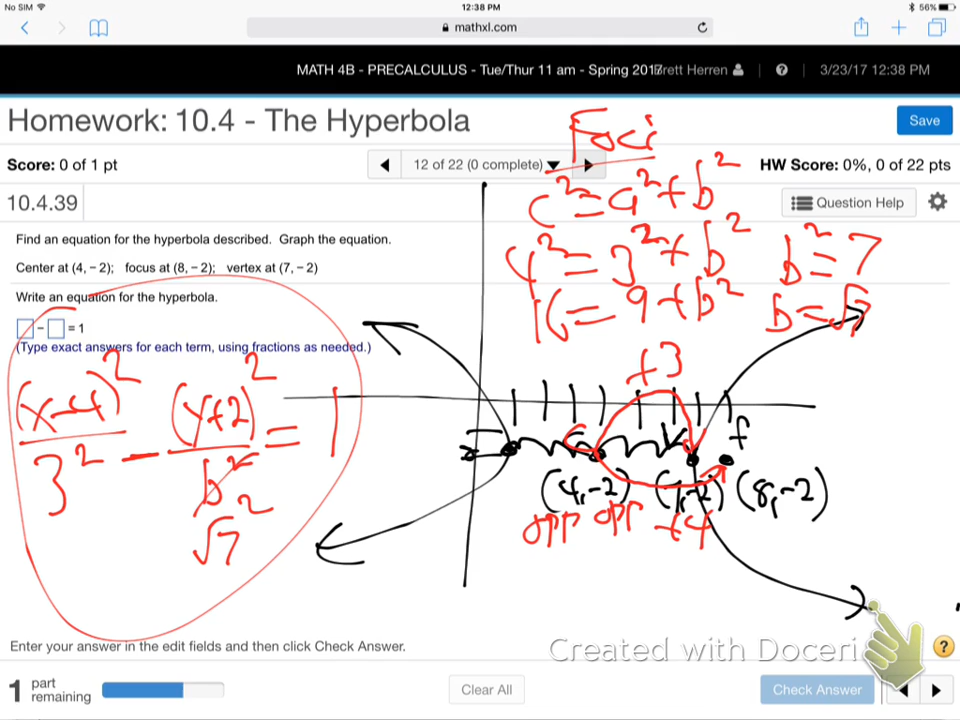 No SIM 12:38 PM 56%
mathxl.com
MATH 4B - PRECALCULUS - Tue/Thur 11 am - Spring 2017 Brett Herren ? 3/23/17 12:38 PM
Homework: 10.4 - The Hyperbola Save
Score: 0 of 1 pt 12 of 22 (0 complete) HW Score: 0%, 0 of 22 pts
10.4.39 Question Help
Foci
c² = a² + b²
4² = 3² + b² b² = 7
16 = 9 + b² b = √7
Find an equation for the hyperbola described. Graph the equation.
Center at (4, − 2); focus at (8, − 2); vertex at (7, − 2)
Write an equation for the hyperbola.
□ − □ = 1
(Type exact answers for each term, using fractions as needed.)
(x-4)² / 3² - (y+2)² / b² = 1
√7²
+3
c V f
(4,-2) (7,-2) (8,-2)
opp opp +4
Enter your answer in the edit fields and then click Check Answer.
Created with Doceri
?
1 part remaining Clear All Check Answer